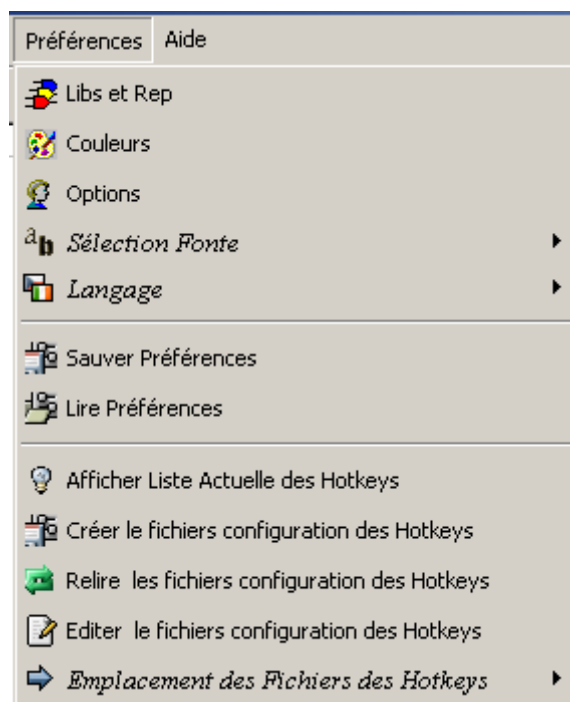 Préférences Aide
Libs et Rep
Couleurs
Options
Sélection Fonte
Langage
Sauver Préférences
Lire Préférences
Afficher Liste Actuelle des Hotkeys
Créer le fichiers configuration des Hotkeys
Relire les fichiers configuration des Hotkeys
Editer le fichiers configuration des Hotkeys
Emplacement des Fichiers des Hotkeys